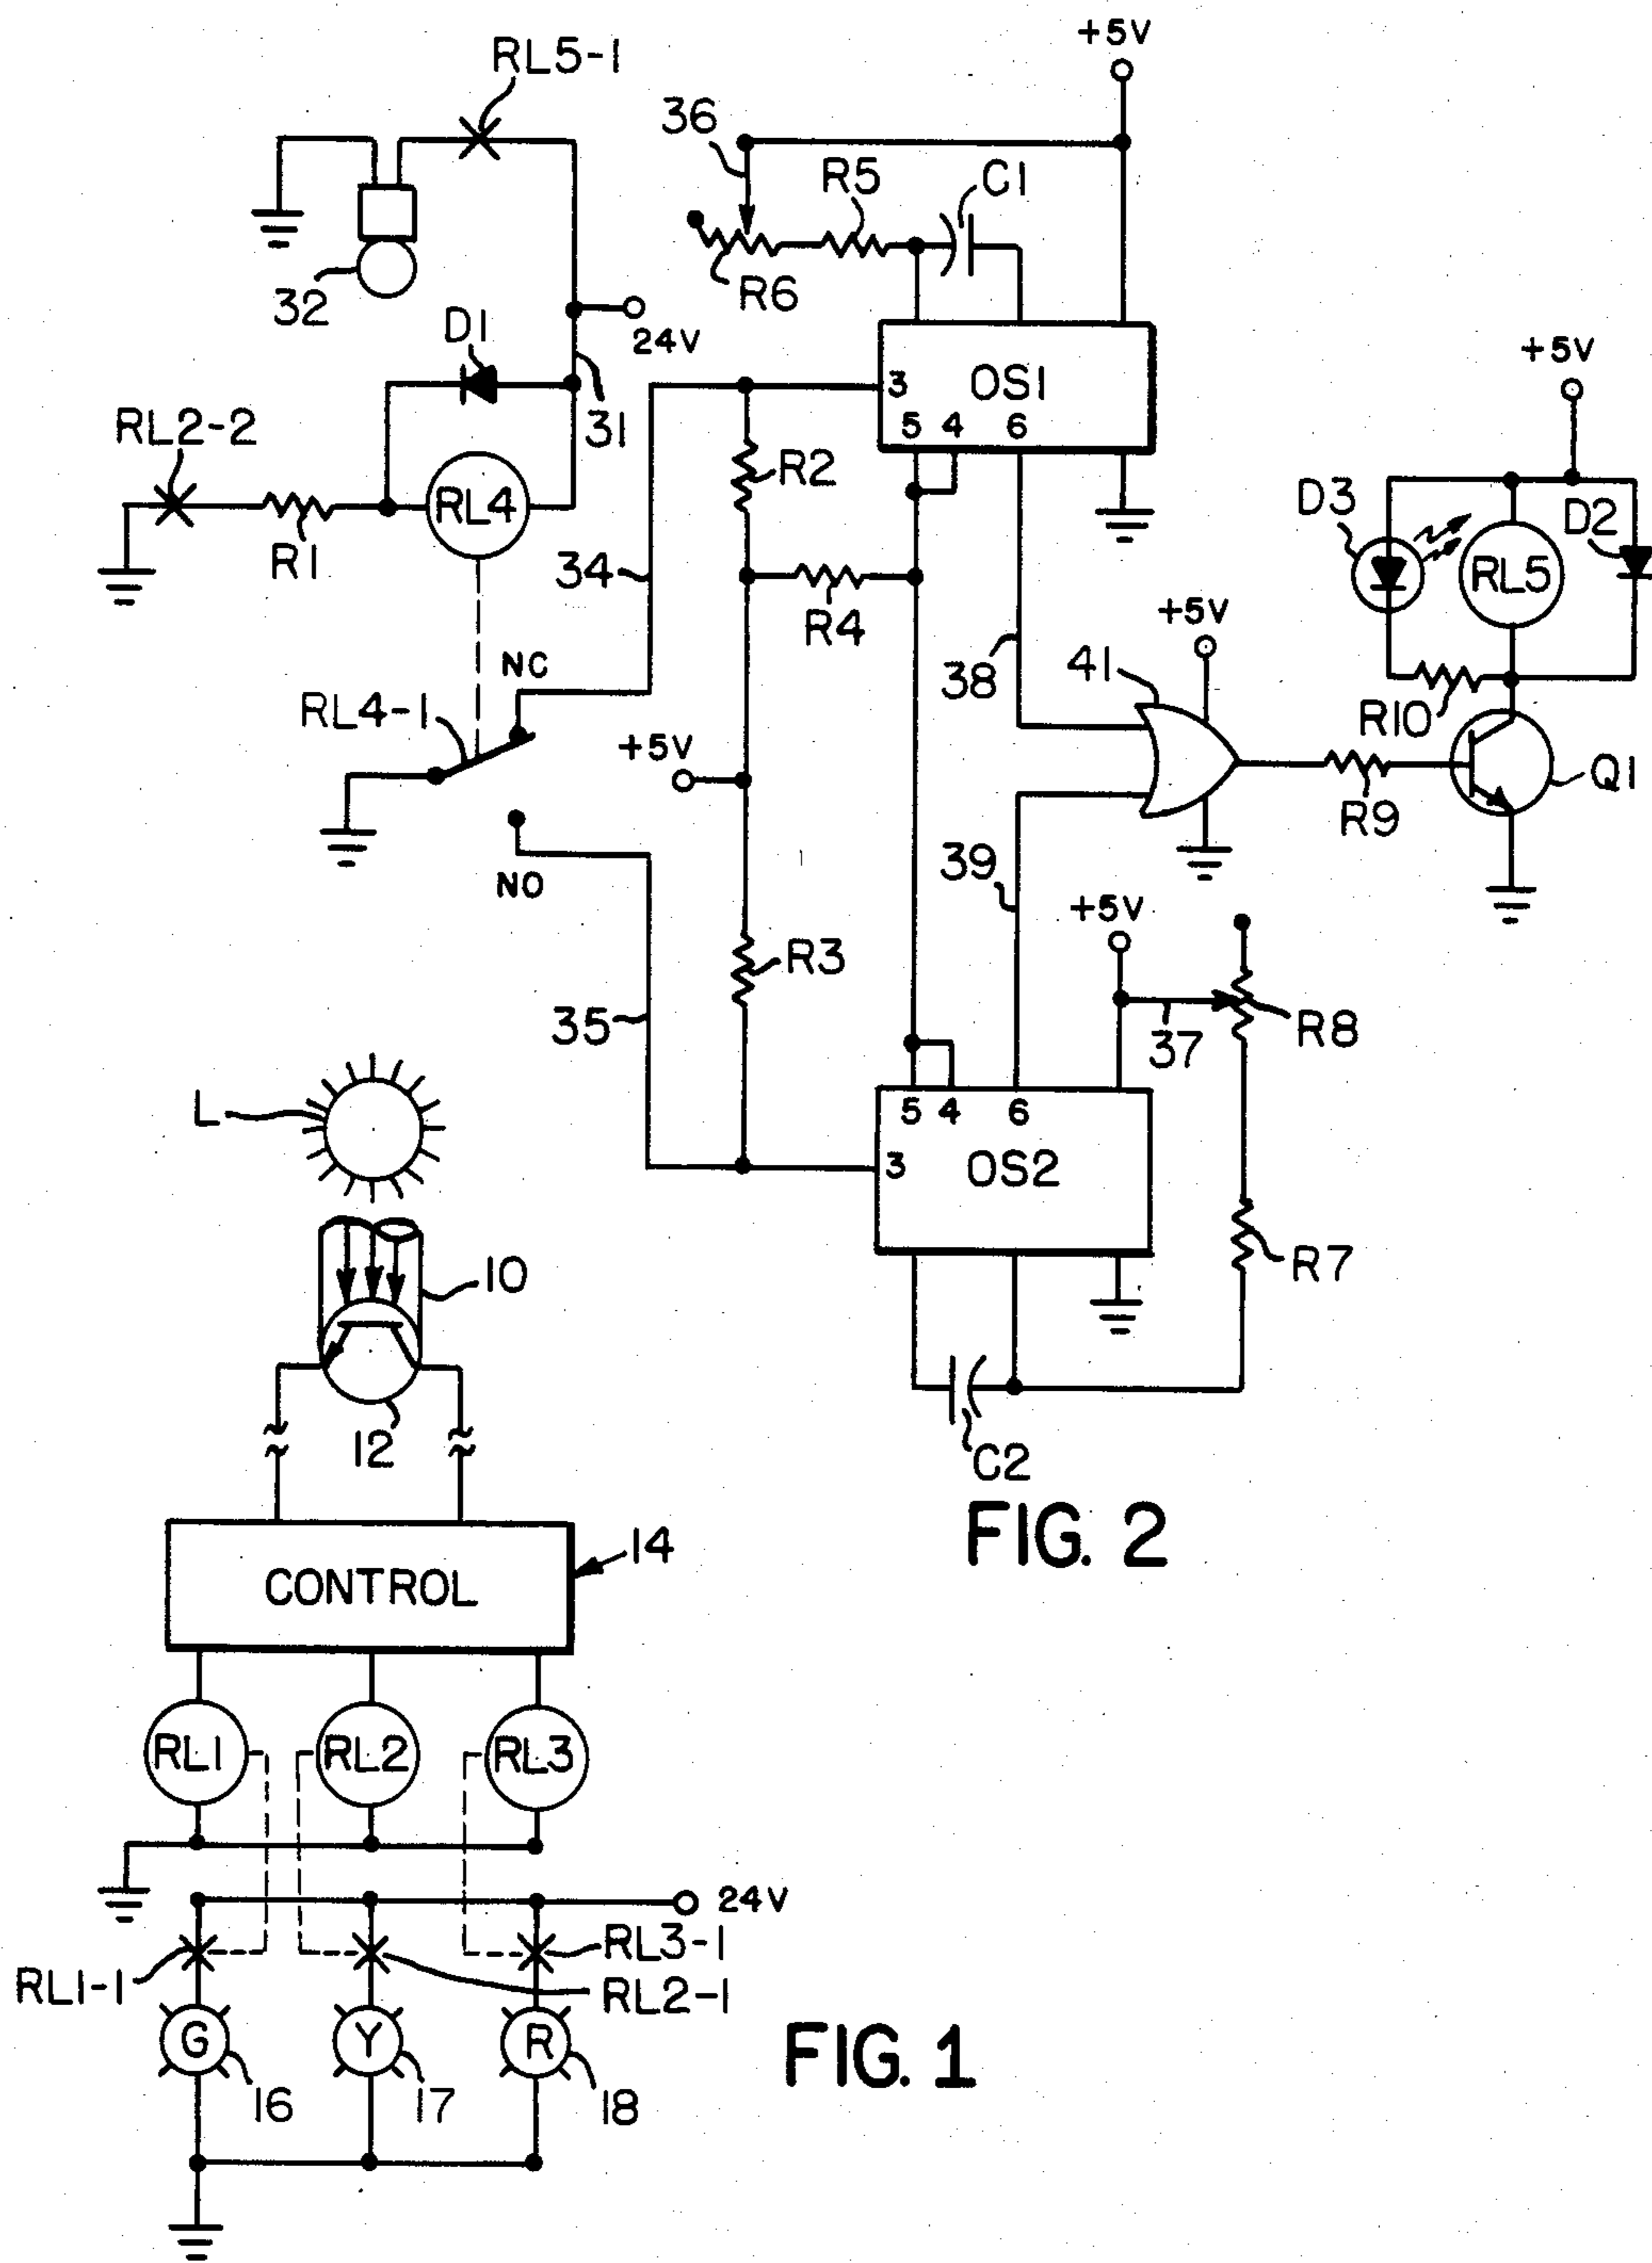 +5V
RL5-1
36
R5
C1
R6
32
24V
D1
31
3
OS1
5
4
6
+5V
RL2-2
RL4
R1
R2
34
R4
D3
D2
RL5
NC
RL4-1
38
41
+5V
R10
+5V
R9
Q1
NO
39
+5V
R3
35
37
R8
L
5
4
6
3
OS2
10
R7
12
C2
FIG. 2
14
CONTROL
RL1
RL2
RL3
24V
RL3-1
RL1-1
RL2-1
G
Y
R
16
17
18
FIG. 1